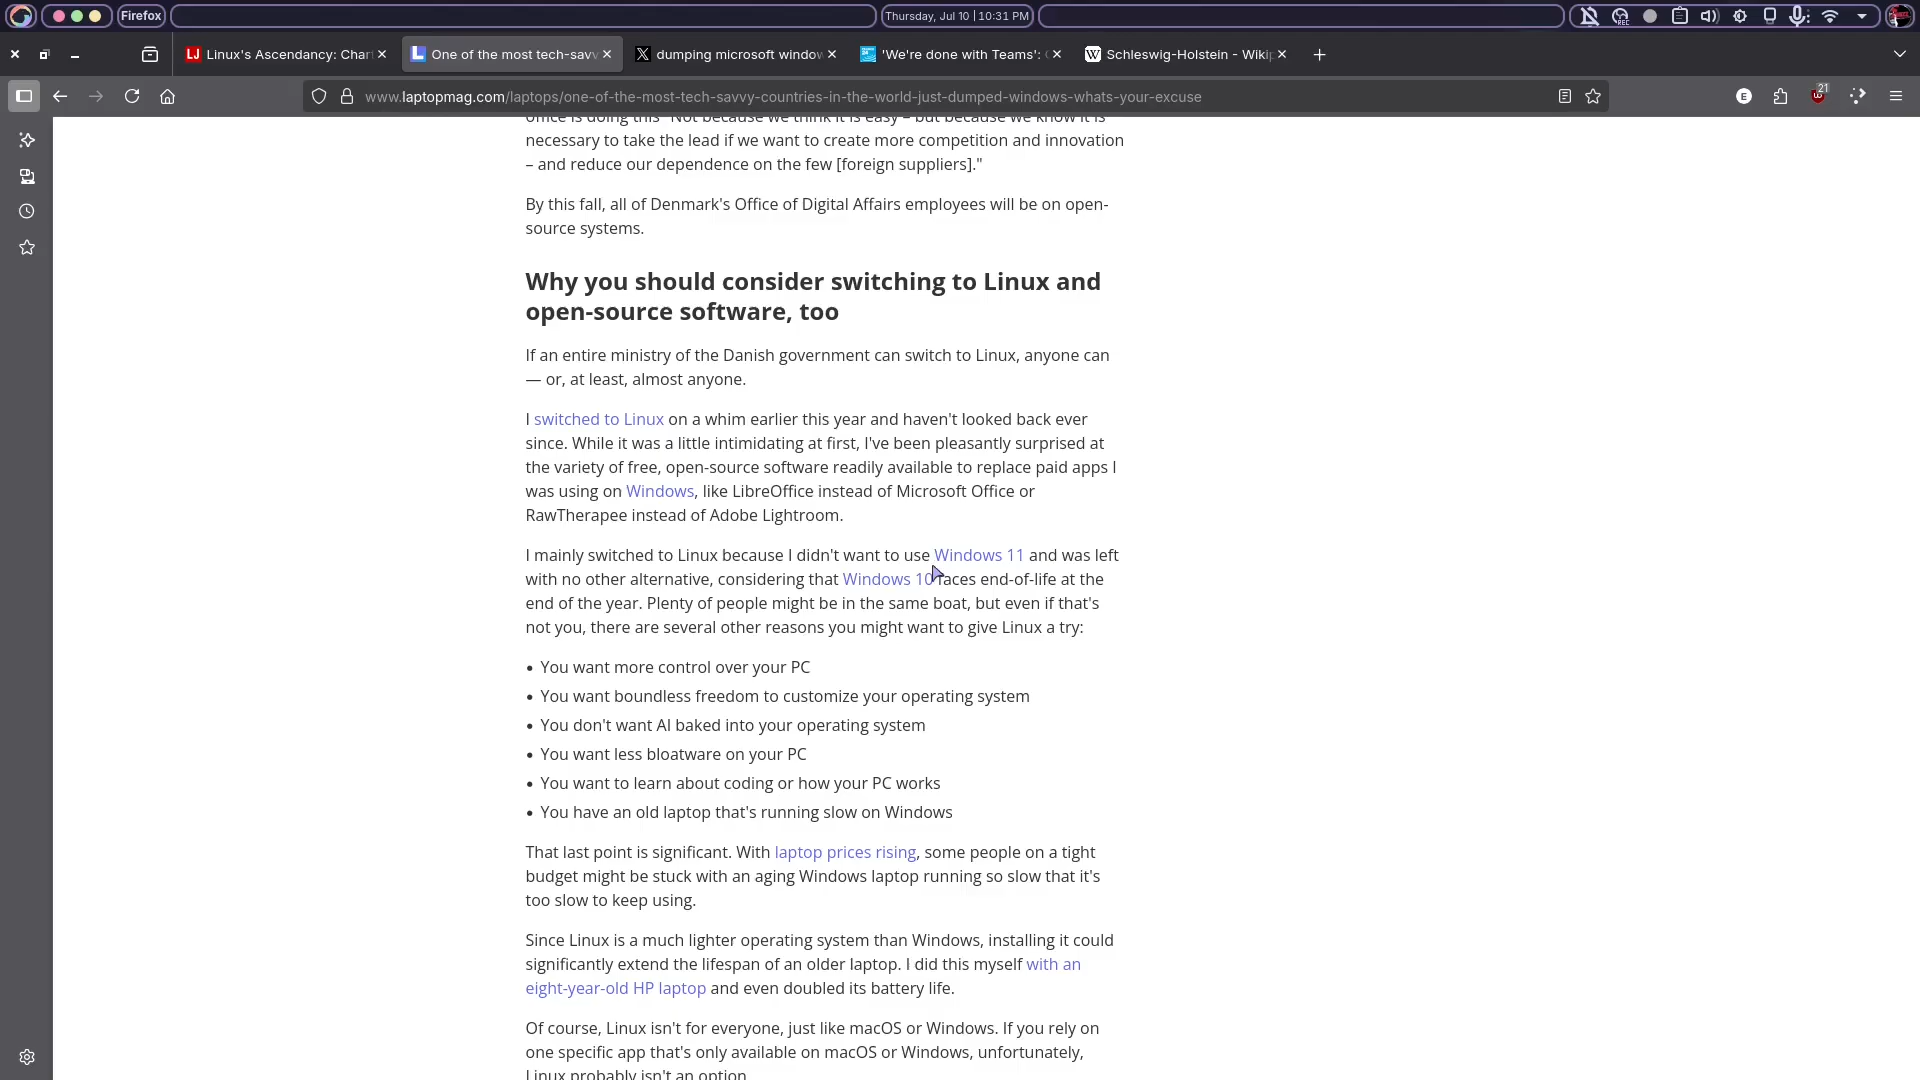 Firefox
Thursday, Jul 10 | 10:31 PM
REC
Linux's Ascendancy: Char
One of the most tech-savv
dumping microsoft window
'We're done with Teams':
Schleswig-Holstein - Wikip
www.laptopmag.com/laptops/one-of-the-most-tech-savvy-countries-in-the-world-just-dumped-windows-whats-your-excuse
E
21
office is doing this "Not because we think it is easy – but because we know it is
necessary to take the lead if we want to create more competition and innovation
– and reduce our dependence on the few [foreign suppliers]."
By this fall, all of Denmark's Office of Digital Affairs employees will be on open-
source systems.
Why you should consider switching to Linux and
open-source software, too
If an entire ministry of the Danish government can switch to Linux, anyone can
— or, at least, almost anyone.
I switched to Linux on a whim earlier this year and haven't looked back ever
since. While it was a little intimidating at first, I've been pleasantly surprised at
the variety of free, open-source software readily available to replace paid apps I
was using on Windows, like LibreOffice instead of Microsoft Office or
RawTherapee instead of Adobe Lightroom.
I mainly switched to Linux because I didn't want to use Windows 11 and was left
with no other alternative, considering that Windows 10 faces end-of-life at the
end of the year. Plenty of people might be in the same boat, but even if that's
not you, there are several other reasons you might want to give Linux a try:
• You want more control over your PC
• You want boundless freedom to customize your operating system
• You don't want AI baked into your operating system
• You want less bloatware on your PC
• You want to learn about coding or how your PC works
• You have an old laptop that's running slow on Windows
That last point is significant. With laptop prices rising, some people on a tight
budget might be stuck with an aging Windows laptop running so slow that it's
too slow to keep using.
Since Linux is a much lighter operating system than Windows, installing it could
significantly extend the lifespan of an older laptop. I did this myself with an
eight-year-old HP laptop and even doubled its battery life.
Of course, Linux isn't for everyone, just like macOS or Windows. If you rely on
one specific app that's only available on macOS or Windows, unfortunately,
Linux probably isn't an option.